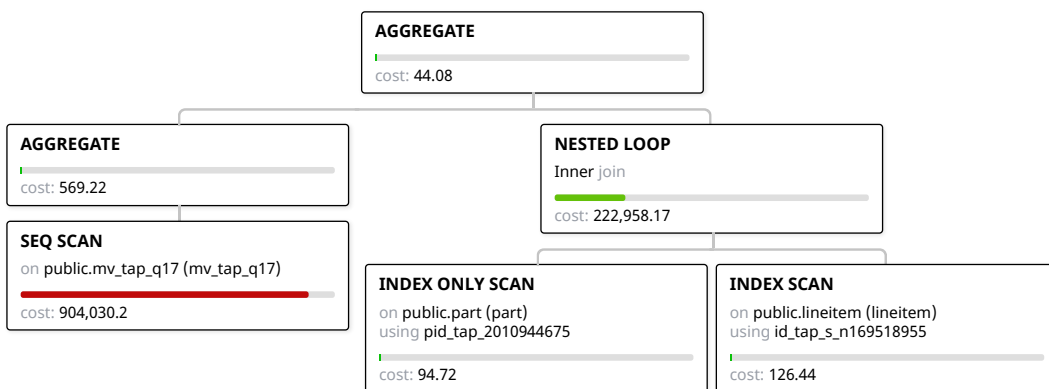 AGGREGATE
cost: 44.08
AGGREGATE
cost: 569.22
NESTED LOOP
Inner join
cost: 222,958.17
SEQ SCAN
on public.mv_tap_q17 (mv_tap_q17)
cost: 904,030.2
INDEX ONLY SCAN
on public.part (part)
using pid_tap_2010944675
cost: 94.72
INDEX SCAN
on public.lineitem (lineitem)
using id_tap_s_n169518955
cost: 126.44